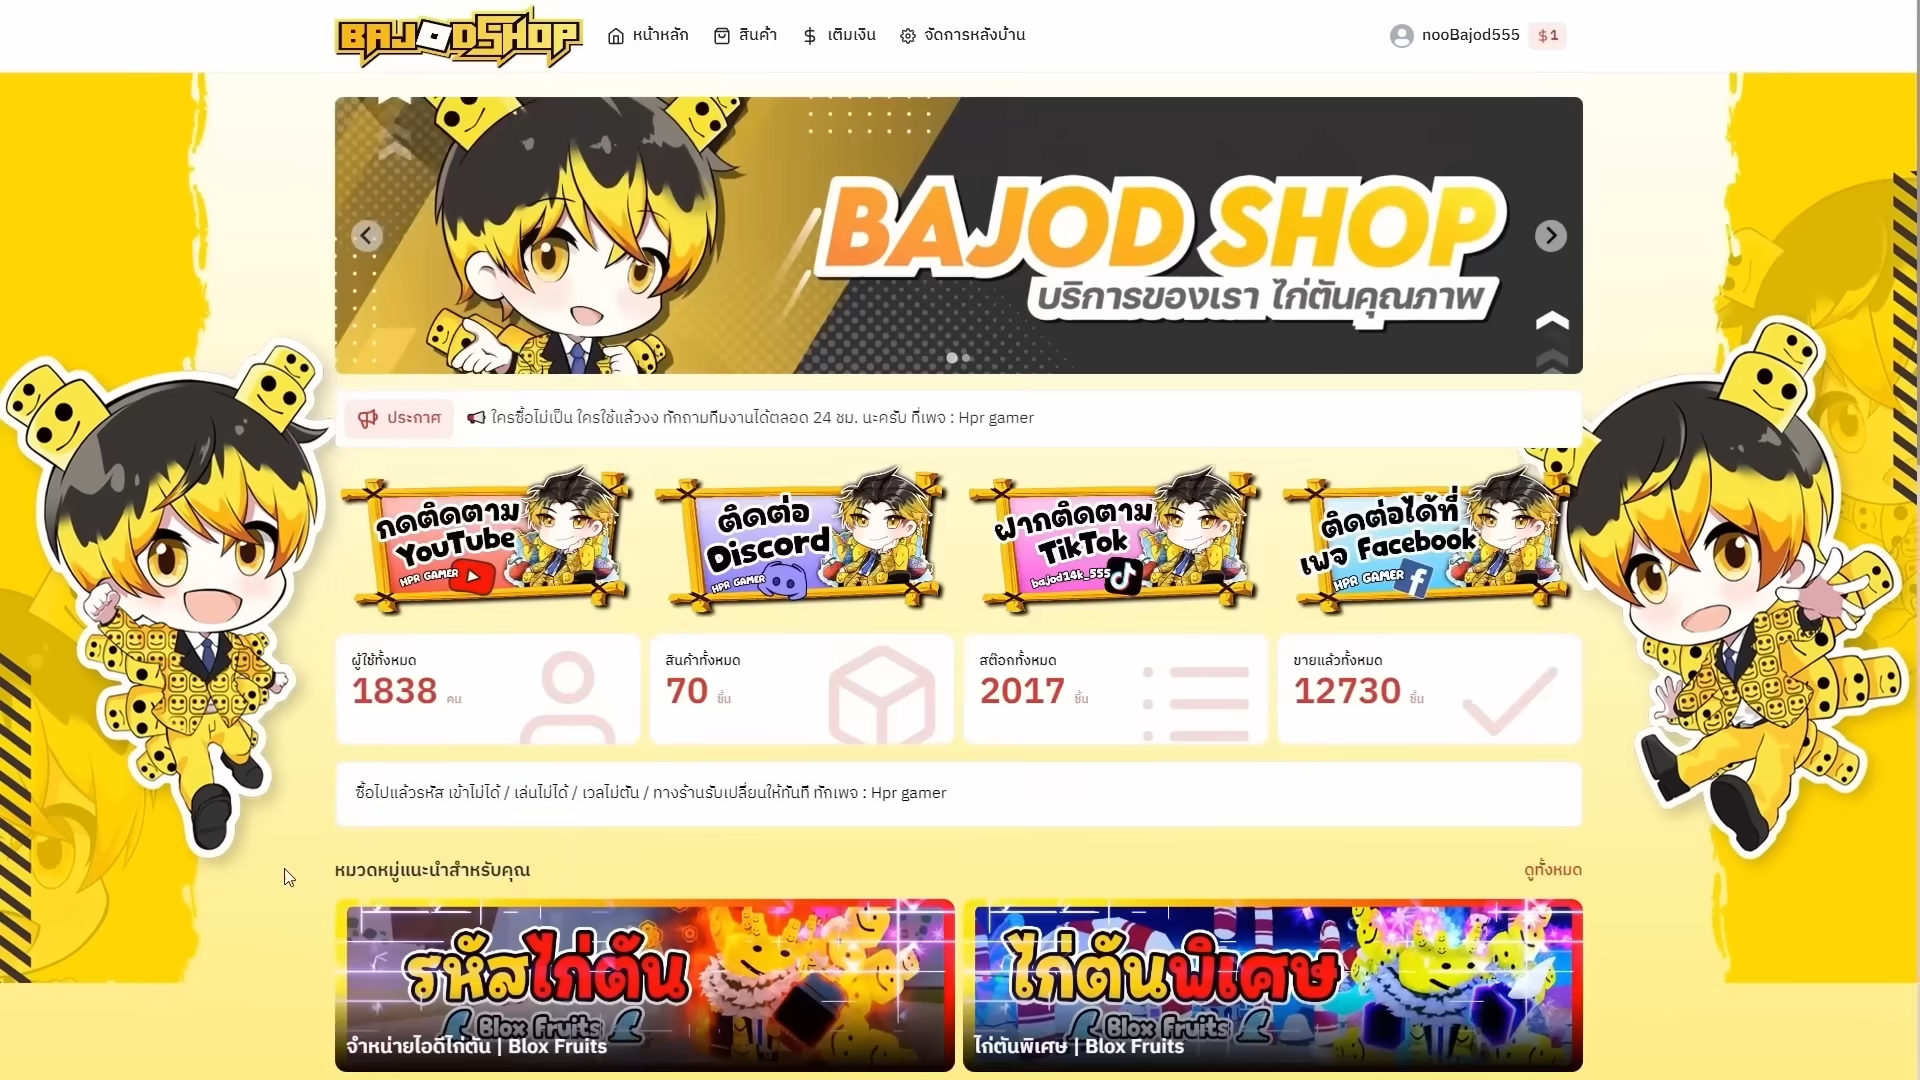 BAJODSHOP
หน้าหลัก
สินค้า
เติมเงิน
จัดการหลังบ้าน
nooBajod555
$1
BAJOD SHOP
บริการของเรา ไก่ตันคุณภาพ
ประกาศ
ใครซื้อไม่เป็น ใครใช้แล้วงง ทักถามทีมงานได้ตลอด 24 ชม. นะครับ ที่เพจ : Hpr gamer
กดติดตาม
YouTube
HPR GAMER
ติดต่อ
Discord
HPR GAMER
ฝากติดตาม
TikTok
bajod14k_555
ติดต่อได้ที่
เพจ Facebook
HPR GAMER
ผู้ใช้ทั้งหมด
1838 คน
สินค้าทั้งหมด
70 ชิ้น
สต๊อกทั้งหมด
2017 ชิ้น
ขายแล้วทั้งหมด
12730 ชิ้น
ซื้อไปแล้วรหัส เข้าไม่ได้ / เล่นไม่ได้ / เวลไม่ตัน / ทางร้านรับเปลี่ยนให้ทันที ทักเพจ : Hpr gamer
หมวดหมู่แนะนำสำหรับคุณ
ดูทั้งหมด
รหัสไก่ตัน
Blox Fruits
จำหน่ายไอดีไก่ตัน | Blox Fruits
ไก่ตันพิเศษ
Blox Fruits
ไก่ตันพิเศษ | Blox Fruits